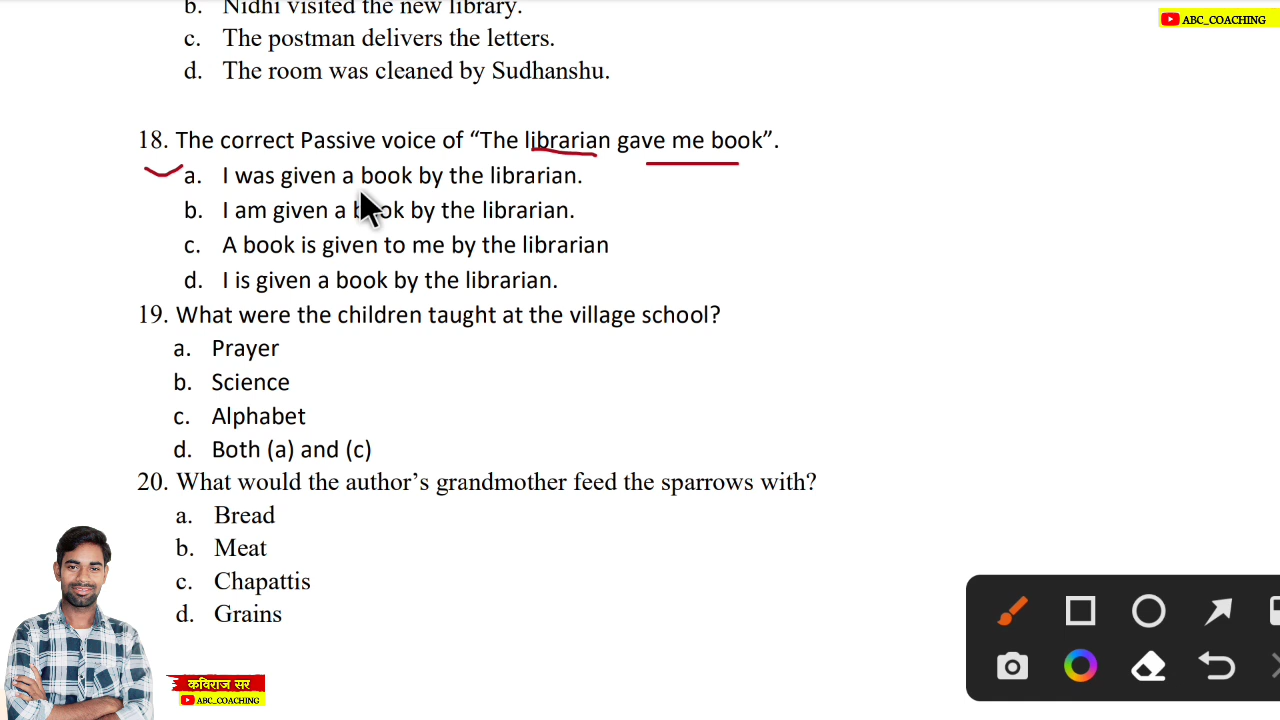 b. Nidhi visited the new library.
ABC_COACHING
c. The postman delivers the letters.
d. The room was cleaned by Sudhanshu.
18. The correct Passive voice of “The librarian gave me book”.
a. I was given a book by the librarian.
b. I am given a book by the librarian.
c. A book is given to me by the librarian
d. I is given a book by the librarian.
19. What were the children taught at the village school?
a. Prayer
b. Science
c. Alphabet
d. Both (a) and (c)
20. What would the author’s grandmother feed the sparrows with?
a. Bread
b. Meat
c. Chapattis
d. Grains
कविराज सर
ABC_COACHING